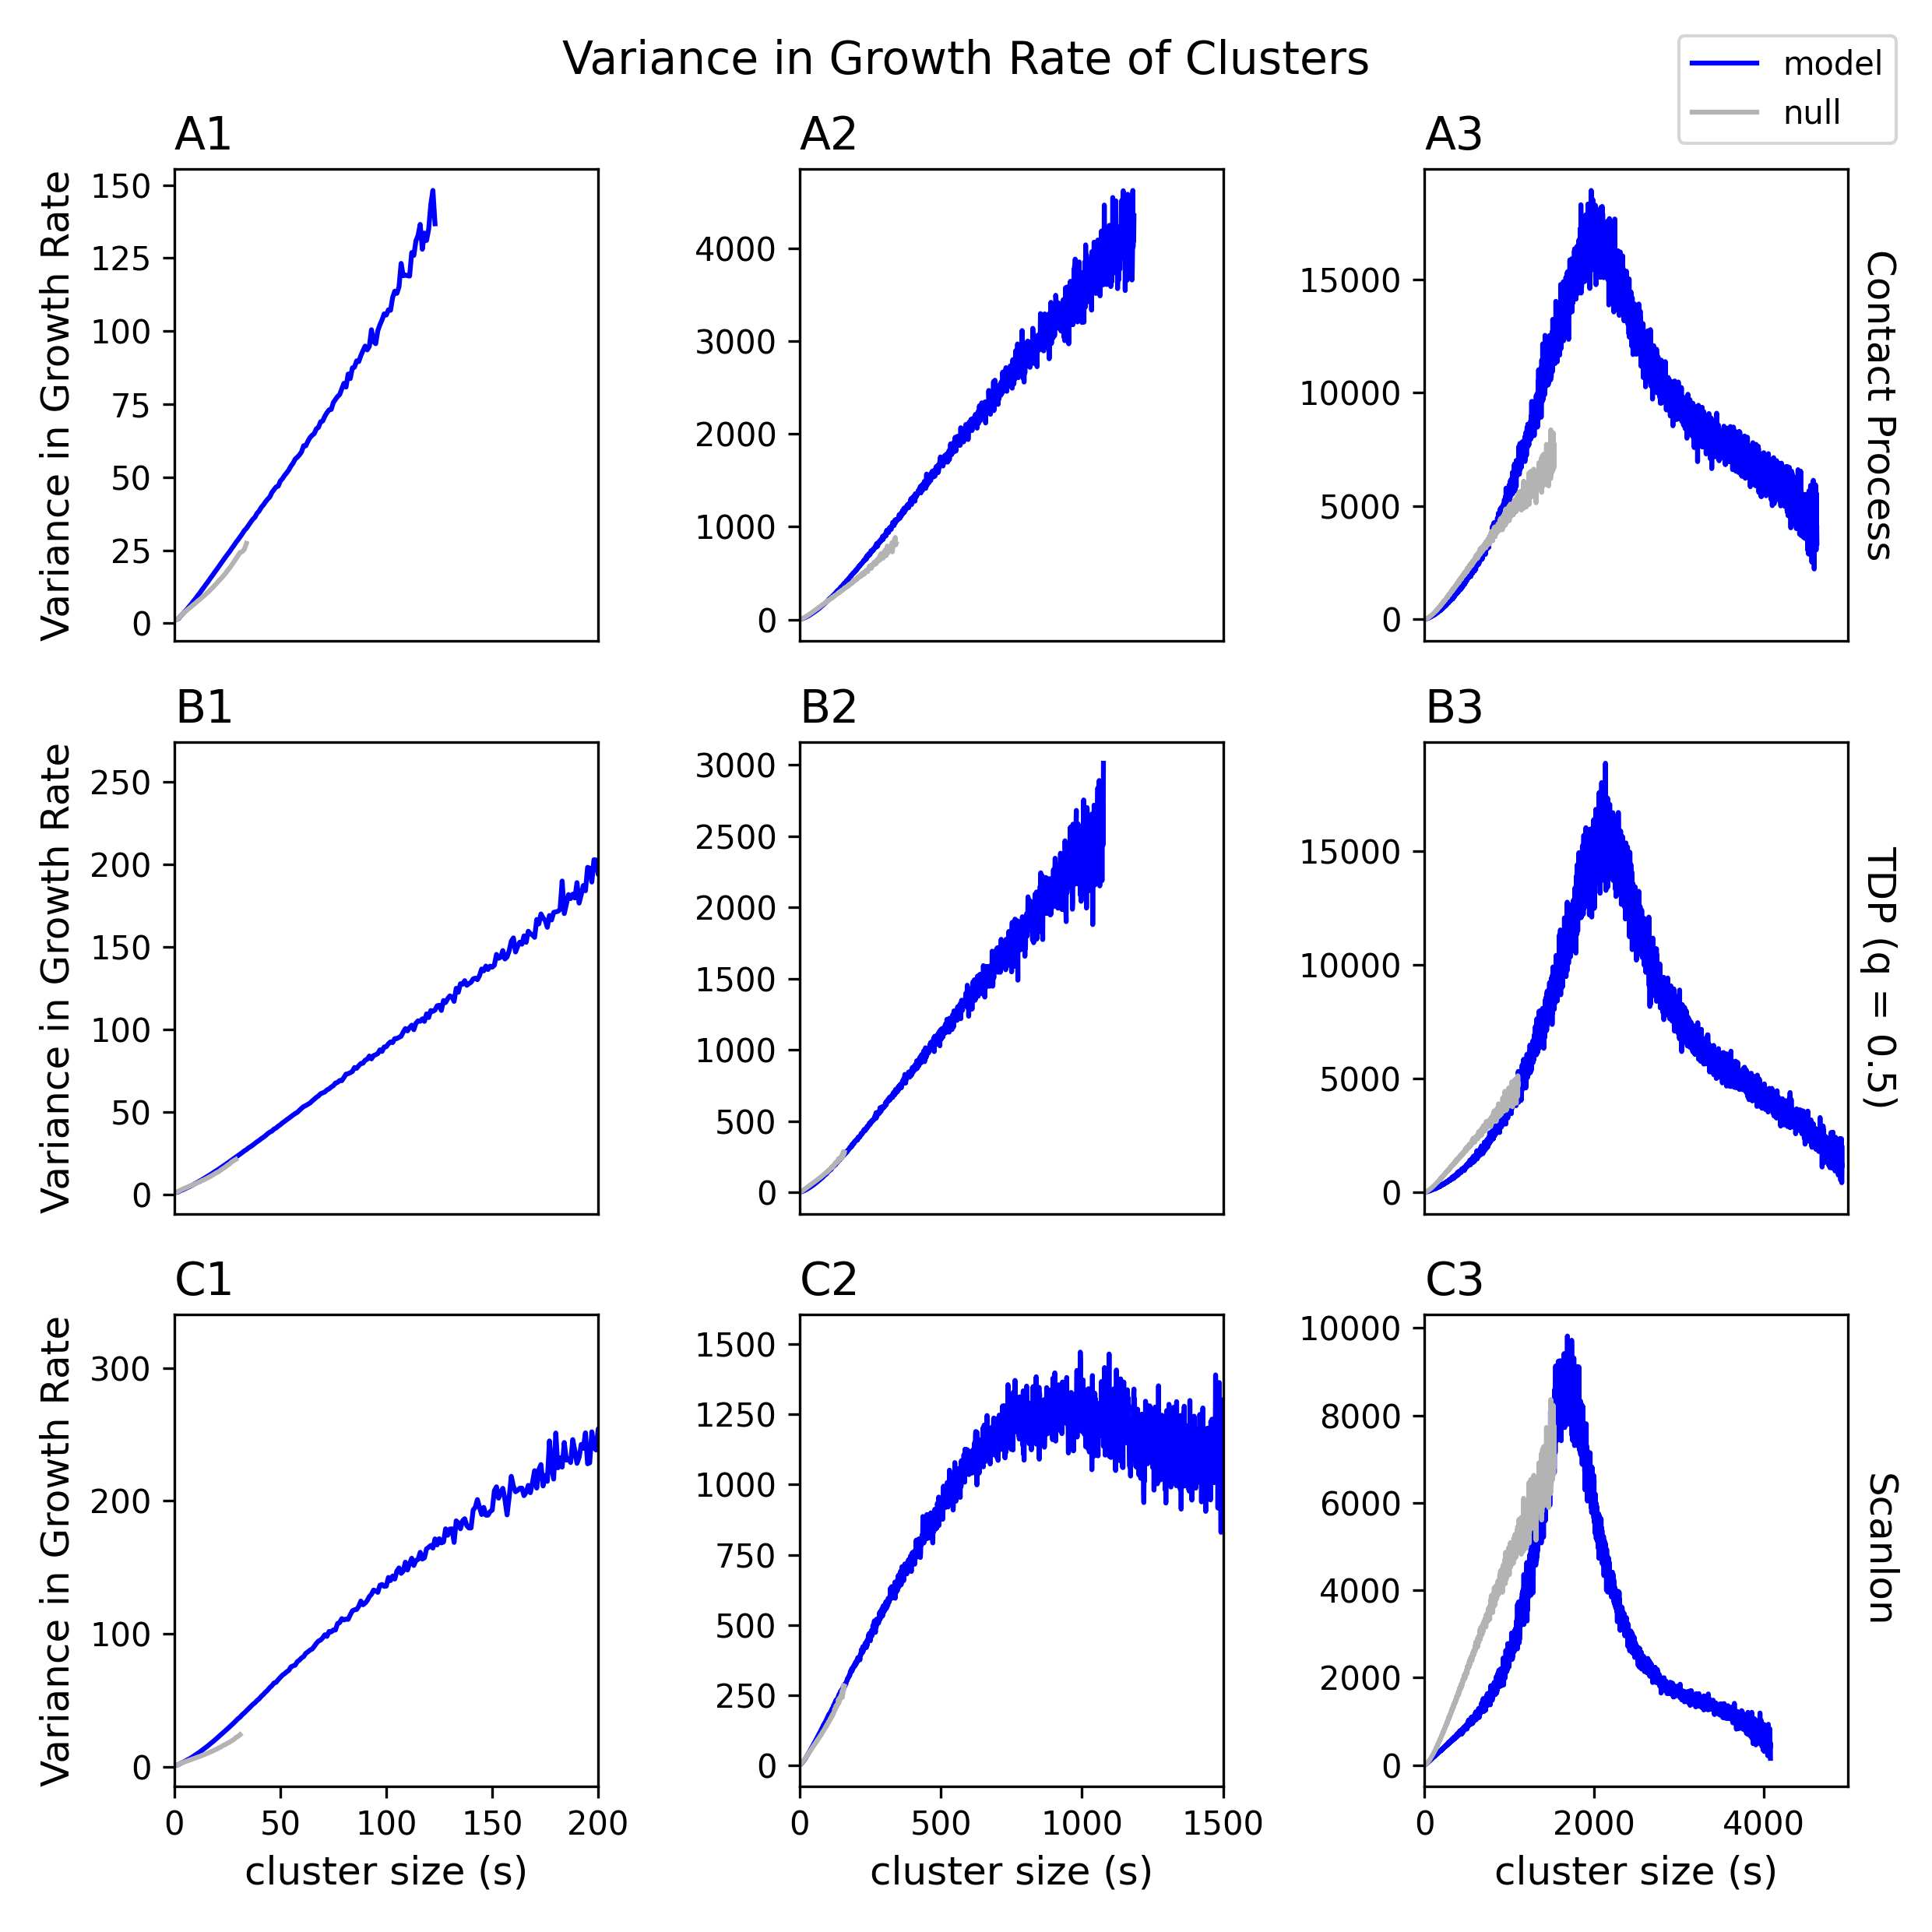 Variance in Growth Rate of Clusters
model
null
A1
A2
A3
Variance in Growth Rate
150
125
100
75
50
25
0
4000
3000
2000
1000
0
15000
10000
5000
0
Contact Process
B1
B2
B3
Variance in Growth Rate
250
200
150
100
50
0
3000
2500
2000
1500
1000
500
0
15000
10000
5000
0
TDP (q = 0.5)
C1
C2
C3
Variance in Growth Rate
300
200
100
0
1500
1250
1000
750
500
250
0
10000
8000
6000
4000
2000
0
Scanlon
0 50 100 150 200
0 500 1000 1500
0 2000 4000
cluster size (s)
cluster size (s)
cluster size (s)